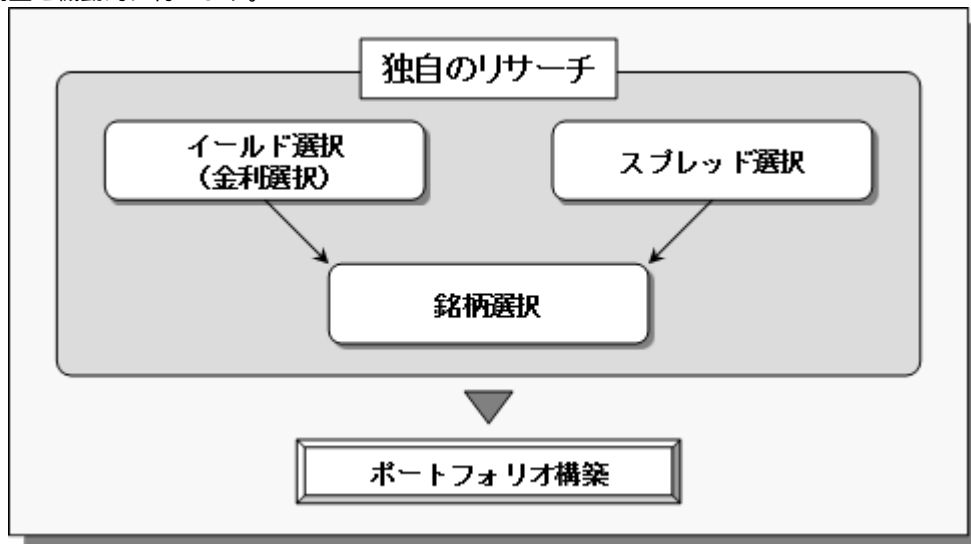 独自のリサーチ
イールド選択
(金利選択)
スプレッド選択
銘柄選択
ポートフォリオ構築